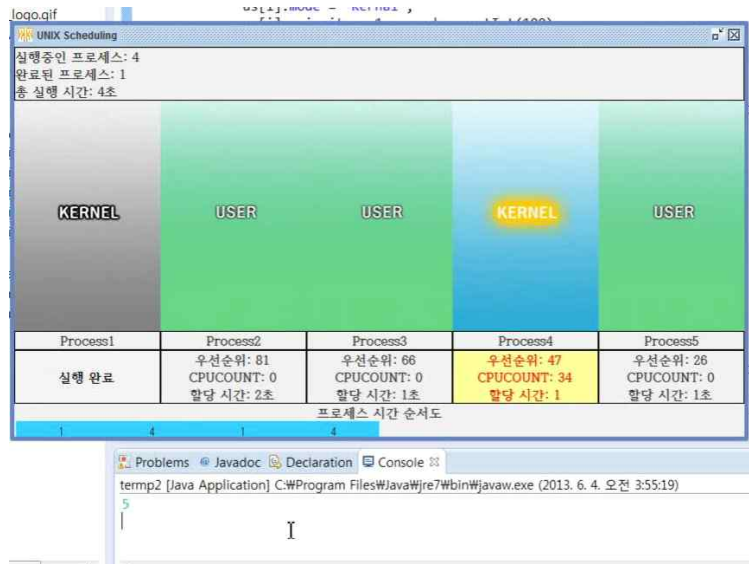 logo.gif
UNIX Scheduling
실행중인 프로세스: 4
완료된 프로세스: 1
총 실행 시간: 4초
KERNEL USER USER KERNEL USER
Process1 Process2 Process3 Process4 Process5
실행 완료
우선순위: 81 우선순위: 66 우선순위: 47 우선순위: 26
CPUCOUNT: 0 CPUCOUNT: 0 CPUCOUNT: 34 CPUCOUNT: 0
할당 시간: 2초 할당 시간: 1초 할당 시간: 1 할당 시간: 1초
프로세스 시간 순서도
1 4 1 4
Problems @ Javadoc Declaration Console
termp2 [Java Application] C:₩Program Files₩Java₩jre7₩bin₩javaw.exe (2013. 6. 4. 오전 3:55:19)
5